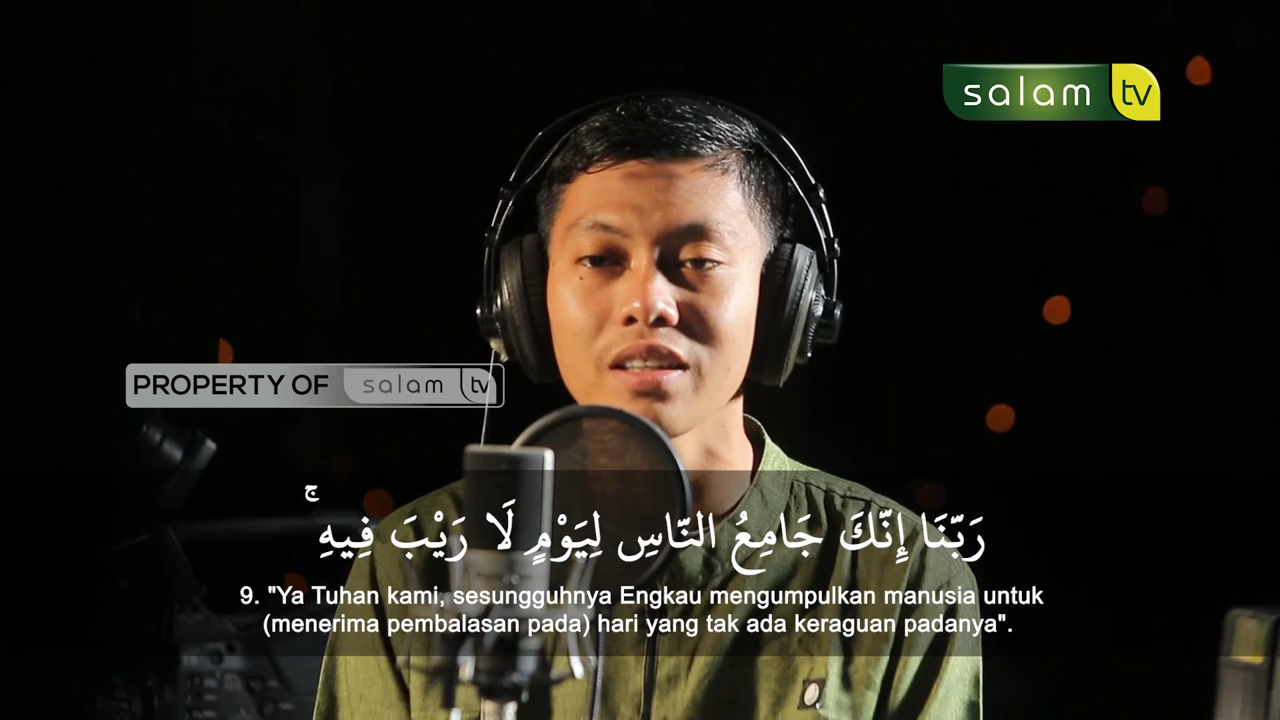 salam tv
PROPERTY OF salam tv
رَبَّنَا إِنَّكَ جَامِعُ النَّاسِ لِيَوْمٍ لَا رَيْبَ فِيهِ ۚ
9. "Ya Tuhan kami, sesungguhnya Engkau mengumpulkan manusia untuk
(menerima pembalasan pada) hari yang tak ada keraguan padanya".